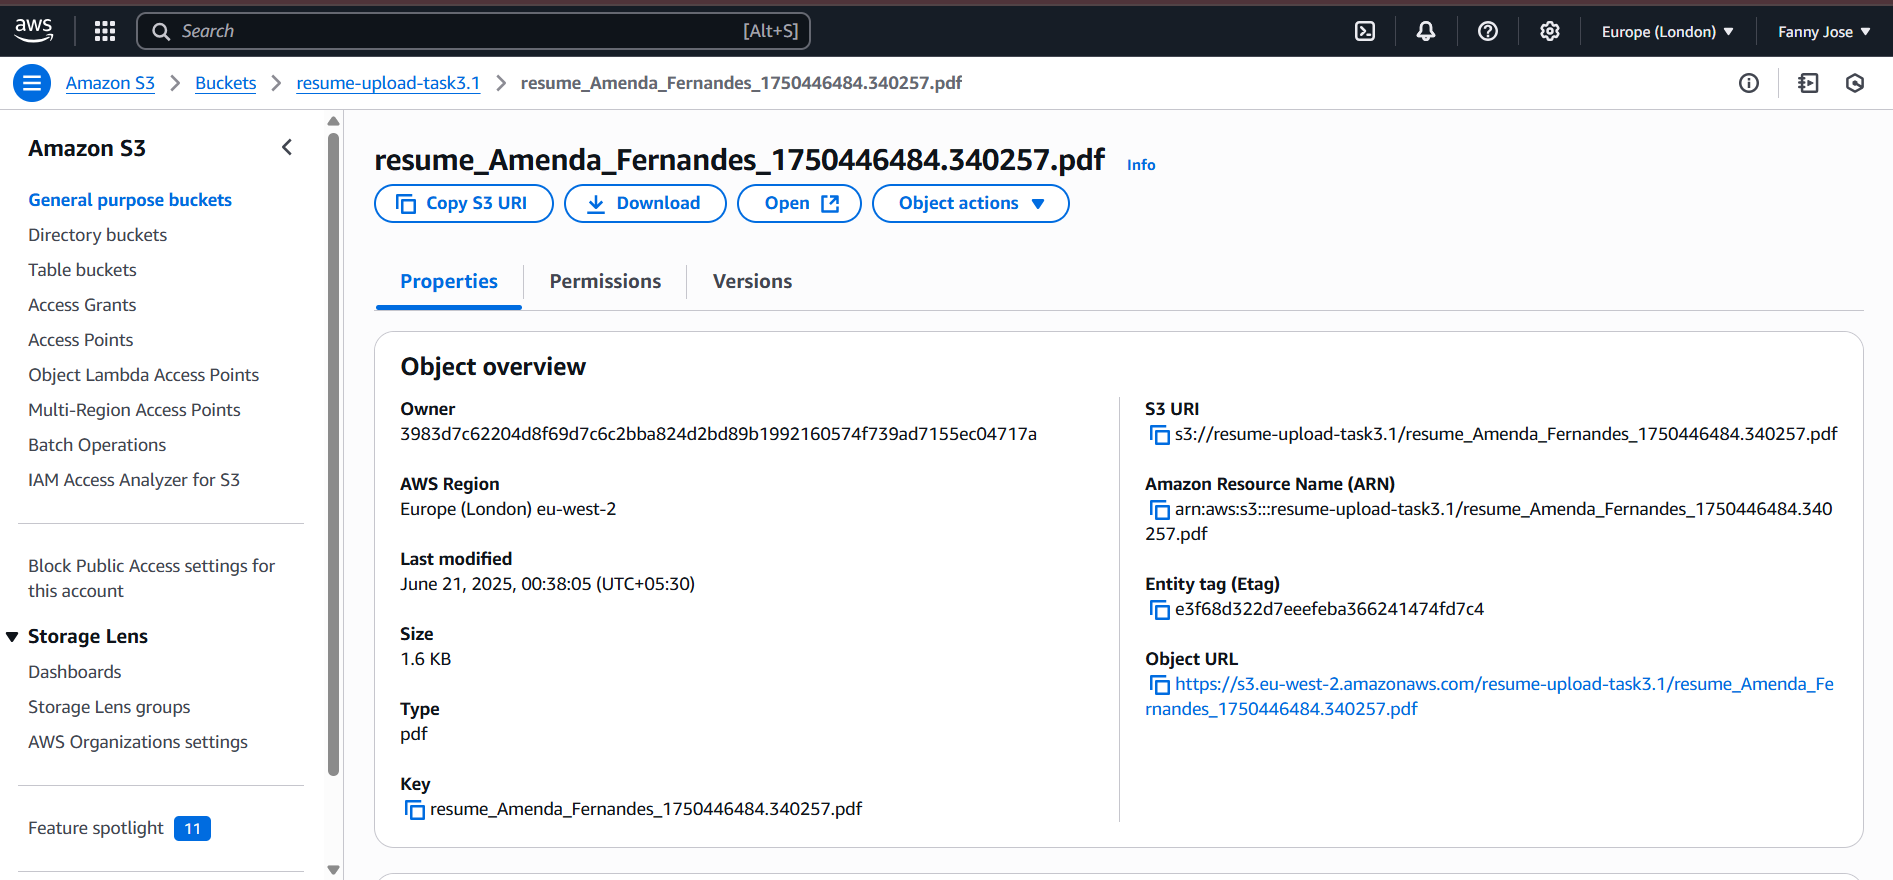 aws
Search [Alt+S]
Europe (London)
Fanny Jose
Amazon S3
Buckets
resume-upload-task3.1
resume_Amenda_Fernandes_1750446484.340257.pdf
Amazon S3
General purpose buckets
Directory buckets
Table buckets
Access Grants
Access Points
Object Lambda Access Points
Multi-Region Access Points
Batch Operations
IAM Access Analyzer for S3
Block Public Access settings for
this account
Storage Lens
Dashboards
Storage Lens groups
AWS Organizations settings
Feature spotlight 11
resume_Amenda_Fernandes_1750446484.340257.pdf Info
Copy S3 URI
Download
Open
Object actions
Properties
Permissions
Versions
Object overview
Owner
3983d7c62204d8f69d7c6c2bba824d2bd89b1992160574f739ad7155ec04717a
AWS Region
Europe (London) eu-west-2
Last modified
June 21, 2025, 00:38:05 (UTC+05:30)
Size
1.6 KB
Type
pdf
Key
resume_Amenda_Fernandes_1750446484.340257.pdf
S3 URI
s3://resume-upload-task3.1/resume_Amenda_Fernandes_1750446484.340257.pdf
Amazon Resource Name (ARN)
arn:aws:s3:::resume-upload-task3.1/resume_Amenda_Fernandes_1750446484.340
257.pdf
Entity tag (Etag)
e3f68d322d7eeefeba366241474fd7c4
Object URL
https://s3.eu-west-2.amazonaws.com/resume-upload-task3.1/resume_Amenda_Fe
rnandes_1750446484.340257.pdf